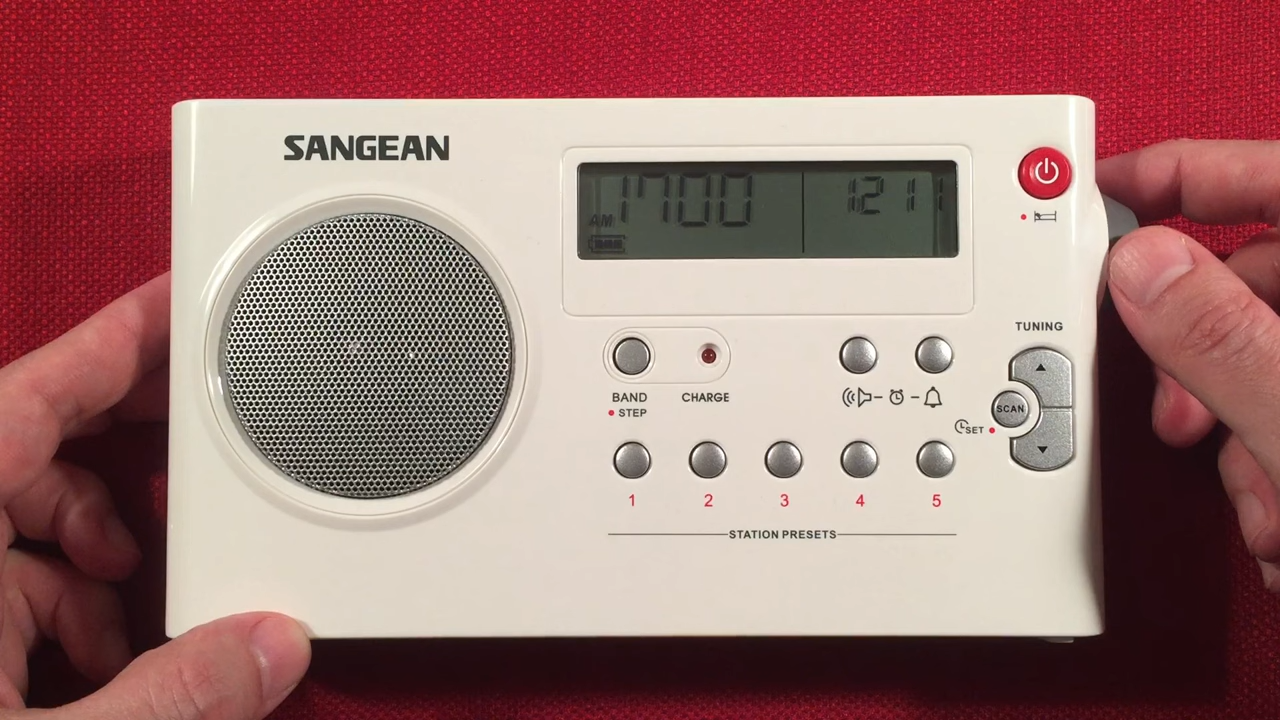 SANGEAN
1700
1211
AM
TUNING
SCAN
BAND
CHARGE
STEP
SET
1 2 3 4 5
STATION PRESETS